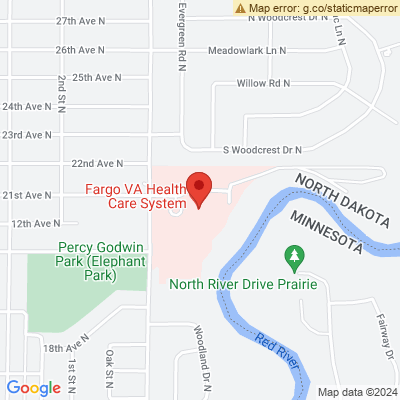 Map error: g.co/staticmaperror
N Woodcrest Dr N
27th Ave N
26th Ave N
Evergreen Rd N
Meadowlark Ln N
25th Ave N
2nd St N
Willow Rd N
24th Ave N
23rd Ave N
S Woodcrest Dr N
22nd Ave N
21st Ave N
Fargo VA Health
Care System
NORTH DAKOTA
MINNESOTA
12th Ave N
Percy Godwin
Park (Elephant
Park)
North River Drive Prairie
18th Ave N
1st St N
Oak St N
Woodland Dr N
Red River
Fairway Dr
Google
Map data ©2024